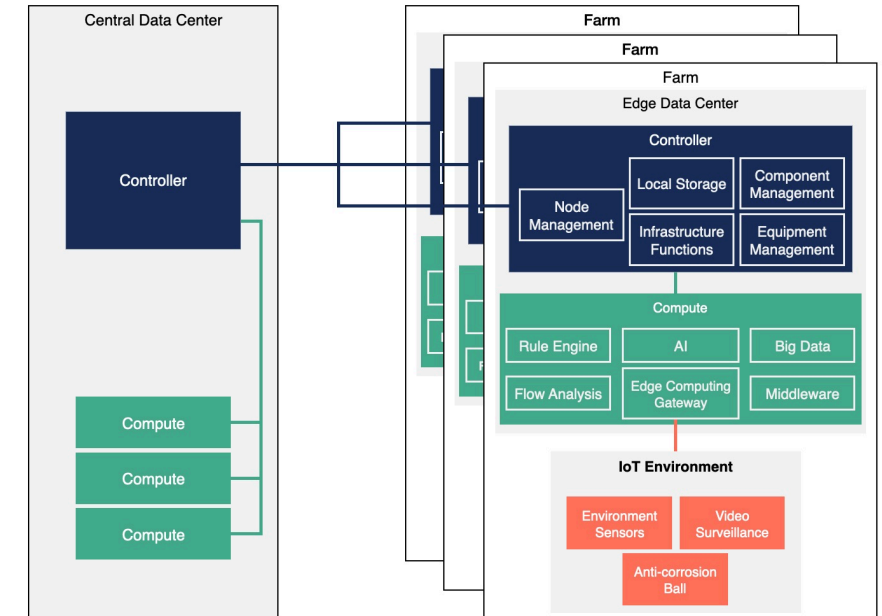 Central Data Center
Controller
Compute
Compute
Compute
Farm
Farm
Farm
Edge Data Center
Controller
Node
Management
Local Storage
Component
Management
Infrastructure
Functions
Equipment
Management
Compute
Rule Engine
AI
Big Data
Flow Analysis
Edge Computing
Gateway
Middleware
IoT Environment
Environment
Sensors
Video
Surveillance
Anti-corrosion
Ball